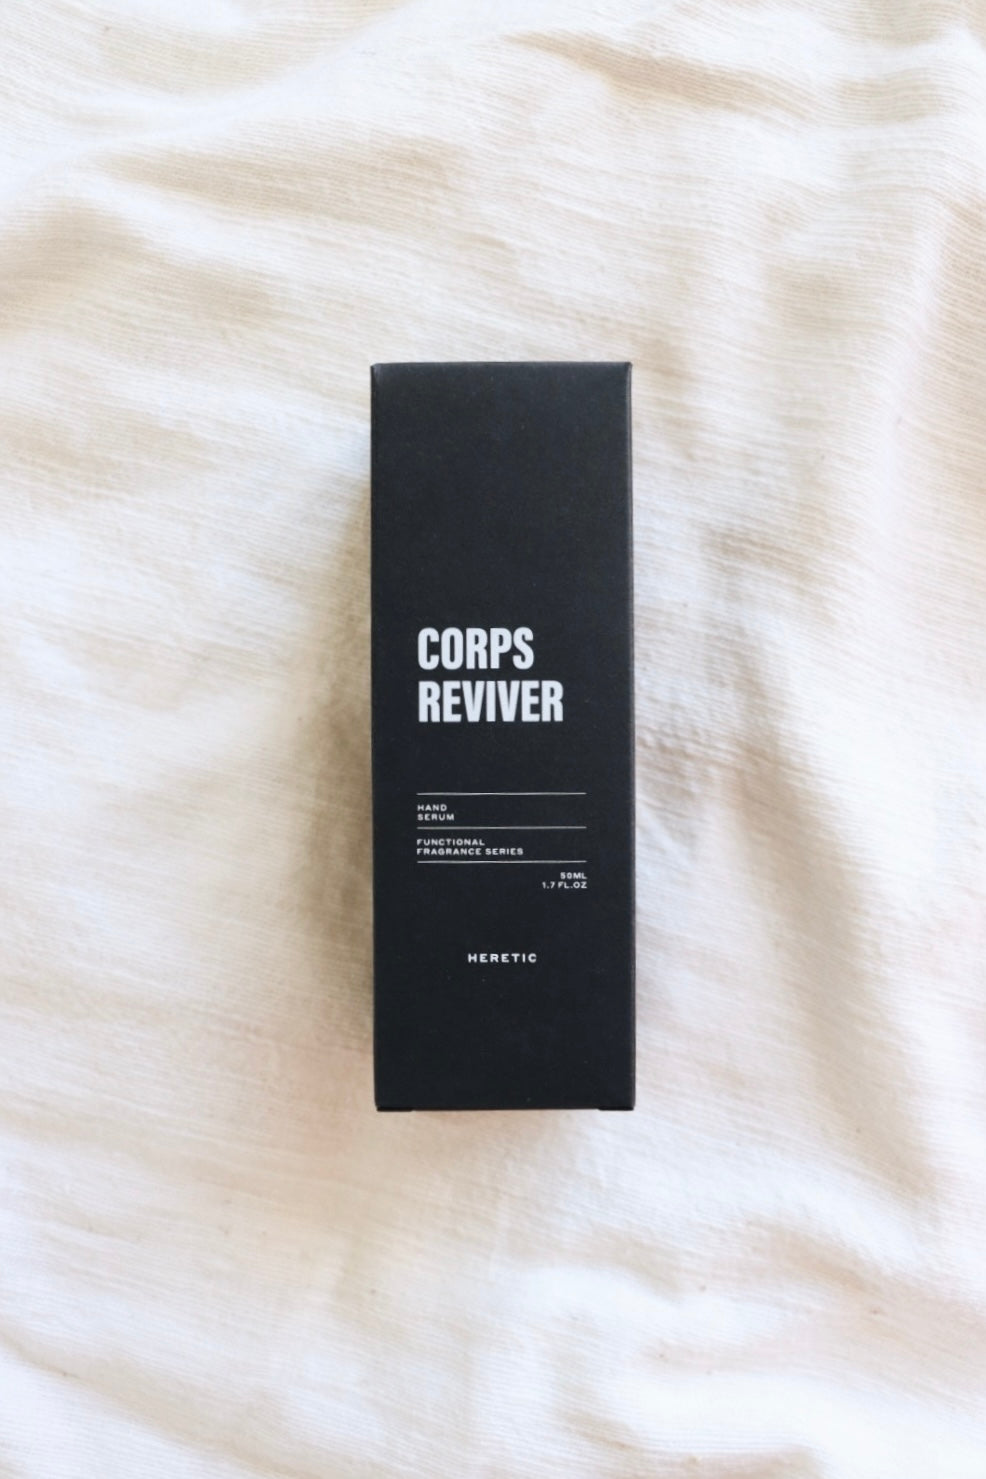 CORPS
REVIVER
HAND
SERUM
FUNCTIONAL
FRAGRANCE SERIES
50ML
1.7 FL.OZ
HERETIC